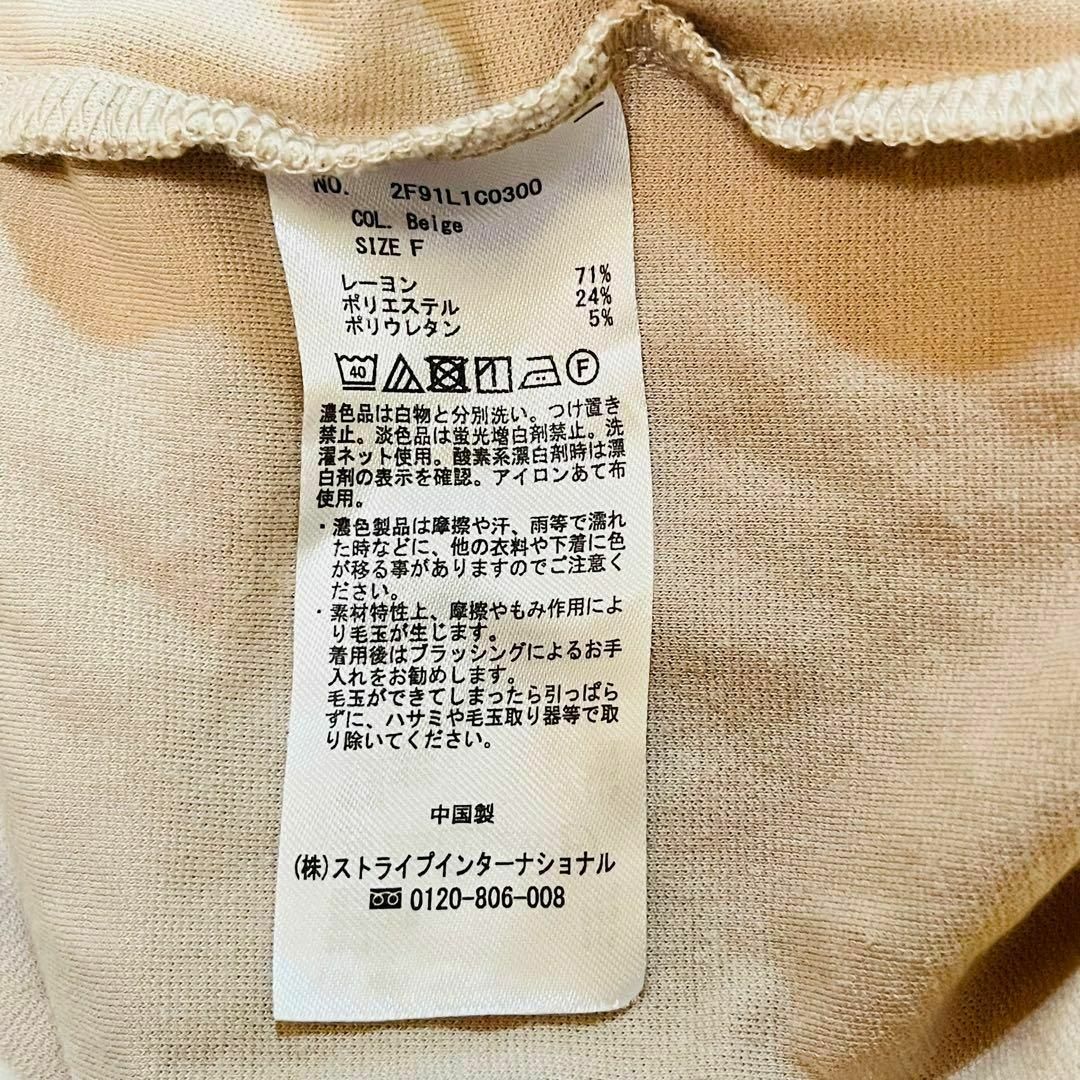 NO. 2F91L1C0300
COL. Beige
SIZE F
レーヨン 71%
ポリエステル 24%
ポリウレタン 5%
40 F
濃色品は白物と分別洗い。つけ置き
禁止。淡色品は蛍光増白剤禁止。洗
濯ネット使用。酸素系漂白剤時は漂
白剤の表示を確認。アイロンあて布
使用。
・濃色製品は摩擦や汗、雨等で濡れ
た時などに、他の衣料や下着に色
が移る事がありますのでご注意く
ださい。
・素材特性上、摩擦やもみ作用によ
り毛玉が生じます。
着用後はブラッシングによるお手
入れをお勧めします。
毛玉ができてしまったら引っぱら
ずに、ハサミや毛玉取り器等で取
り除いてください。
中国製
(株)ストライプインターナショナル
0120-806-008